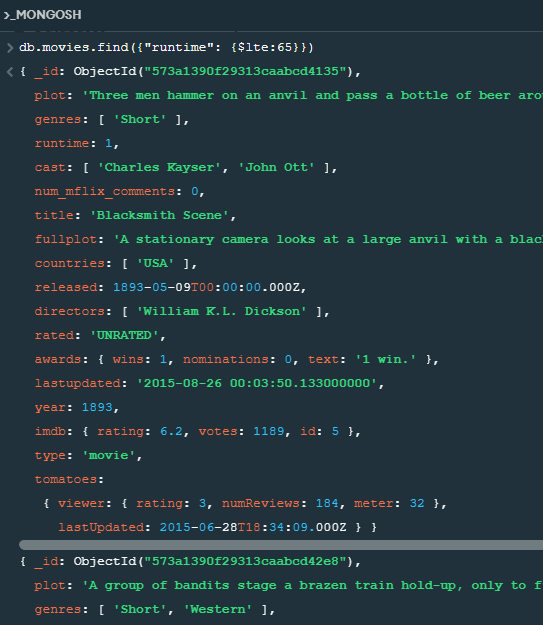 >_MONGOSH
> db.movies.find({"runtime": {$lte:65}})
< { _id: ObjectId("573a1390f29313caabcd4135"),
plot: 'Three men hammer on an anvil and pass a bottle of beer aro
genres: [ 'Short' ],
runtime: 1,
cast: [ 'Charles Kayser', 'John Ott' ],
num_mflix_comments: 0,
title: 'Blacksmith Scene',
fullplot: 'A stationary camera looks at a large anvil with a blac
countries: [ 'USA' ],
released: 1893-05-09T00:00:00.000Z,
directors: [ 'William K.L. Dickson' ],
rated: 'UNRATED',
awards: { wins: 1, nominations: 0, text: '1 win.' },
lastupdated: '2015-08-26 00:03:50.133000000',
year: 1893,
imdb: { rating: 6.2, votes: 1189, id: 5 },
type: 'movie',
tomatoes:
{ viewer: { rating: 3, numReviews: 184, meter: 32 },
lastUpdated: 2015-06-28T18:34:09.000Z } }
{ _id: ObjectId("573a1390f29313caabcd42e8"),
plot: 'A group of bandits stage a brazen train hold-up, only to f
genres: [ 'Short', 'Western' ],